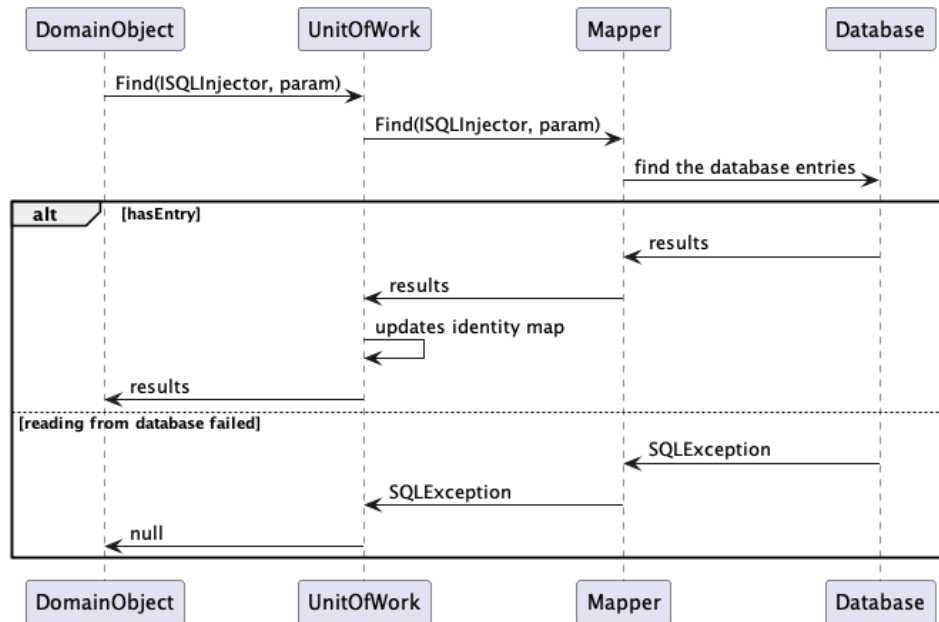 DomainObject UnitOfWork Mapper Database
Find(ISQLInjector, param)
Find(ISQLInjector, param)
find the database entries
alt [hasEntry]
results
results
updates identity map
results
[reading from database failed]
SQLException
SQLException
null
DomainObject UnitOfWork Mapper Database